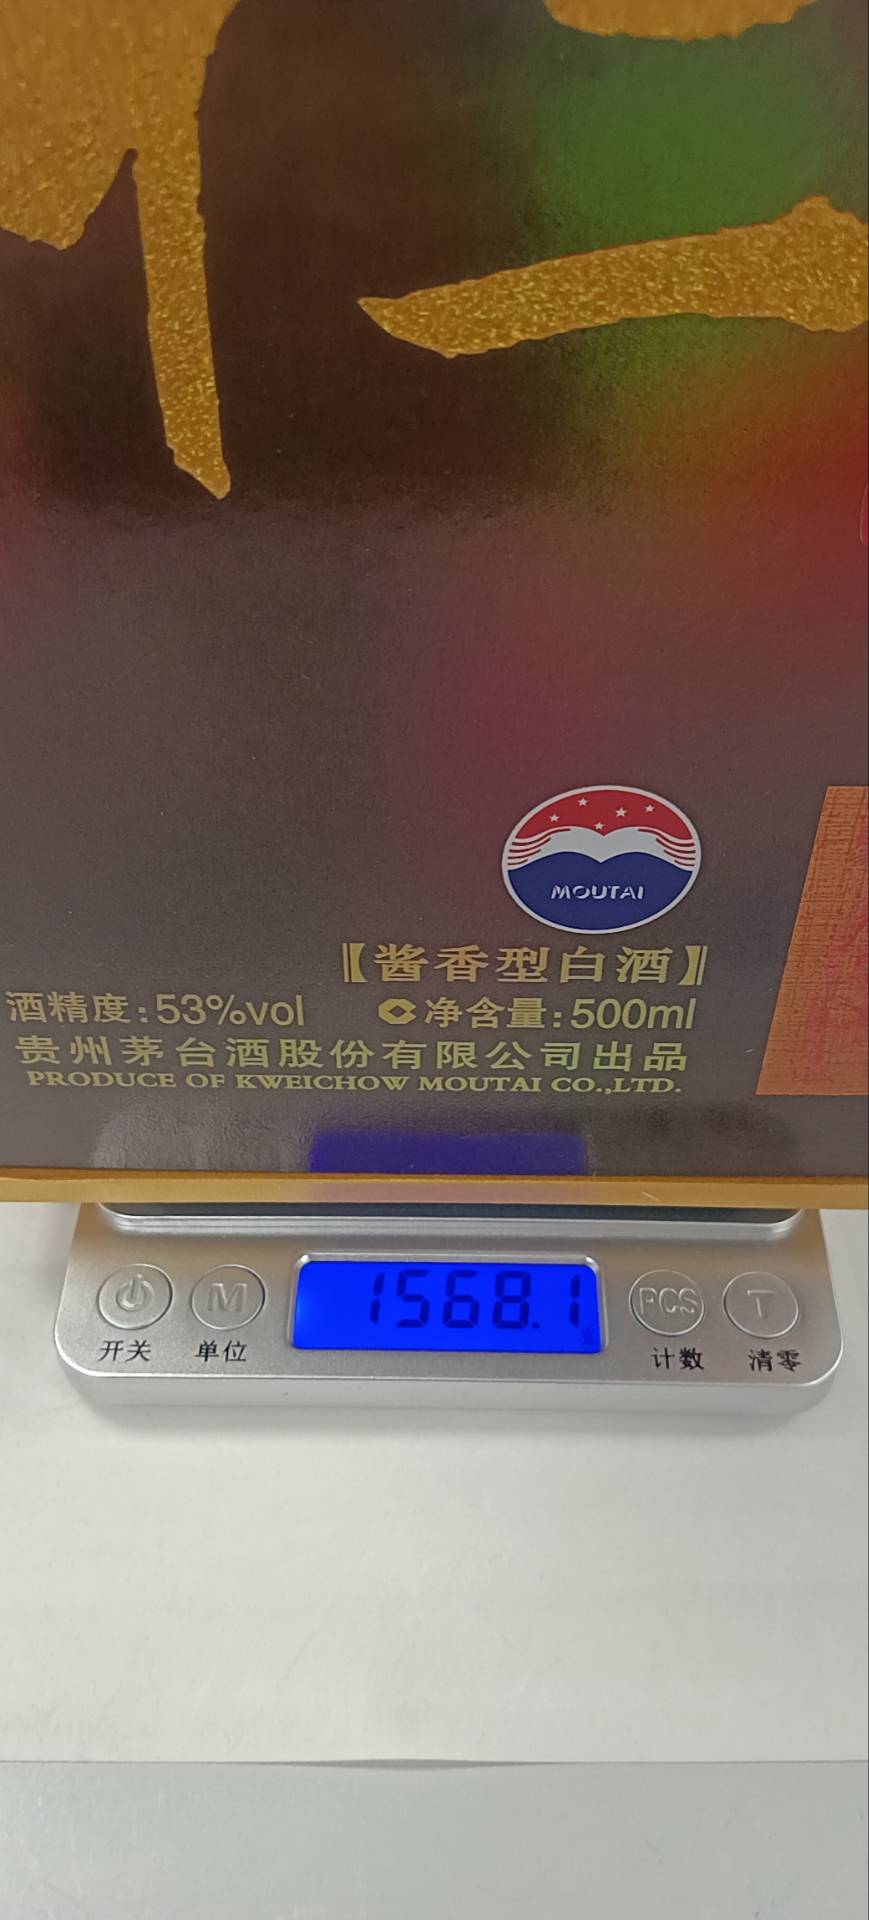 MOUTAI
【酱香型白酒】
酒精度:53%vol 净含量:500ml
贵州茅台酒股份有限公司出品
PRODUCE OF KWEICHOW MOUTAI CO.,LTD.
1568.1
M PCS T
开关 单位 计数 清零